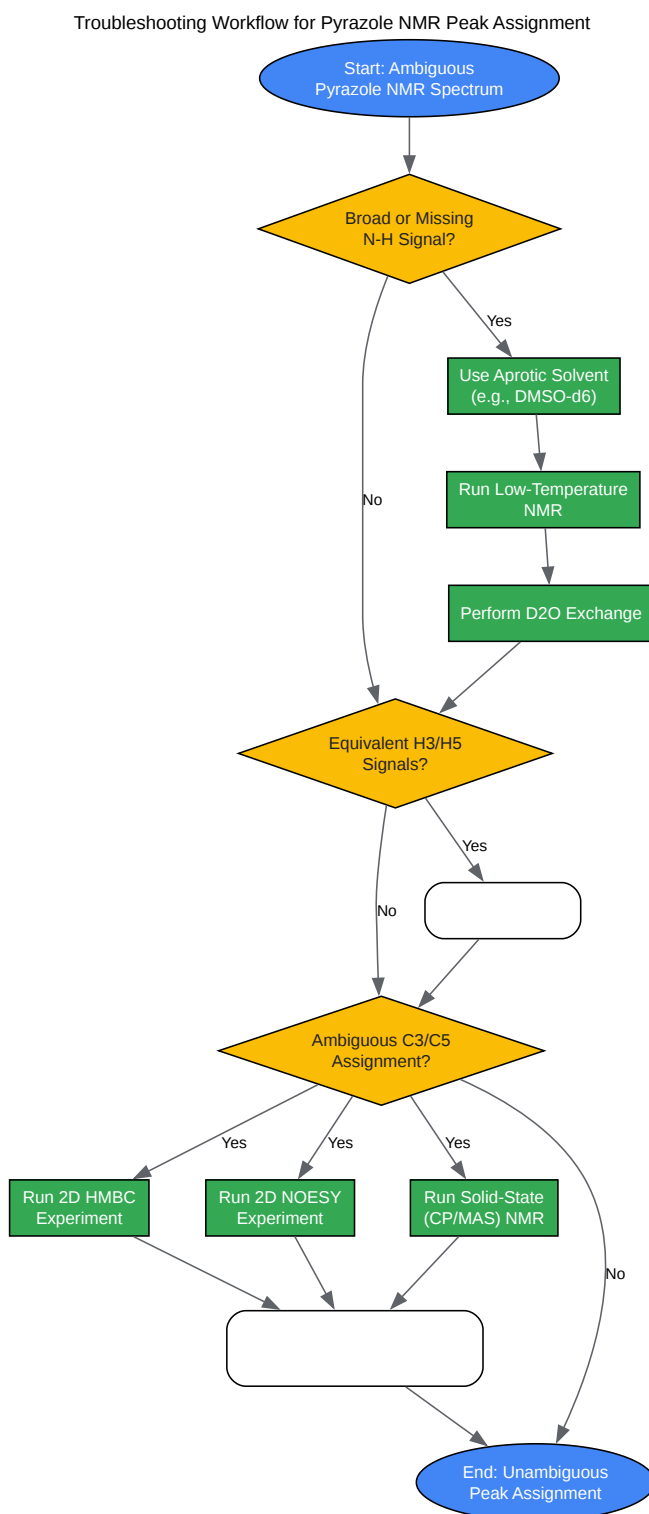 Troubleshooting Workflow for Pyrazole NMR Peak Assignment
Start: Ambiguous
Pyrazole NMR Spectrum
Broad or Missing
N-H Signal?
Yes
Use Aprotic Solvent
(e.g., DMSO-d6)
Run Low-Temperature
NMR
No
Perform D2O Exchange
Equivalent H3/H5
Signals?
Yes
No
Ambiguous C3/C5
Assignment?
Yes
Yes
Yes
Run 2D HMBC
Experiment
Run 2D NOESY
Experiment
Run Solid-State
(CP/MAS) NMR
No
End: Unambiguous
Peak Assignment